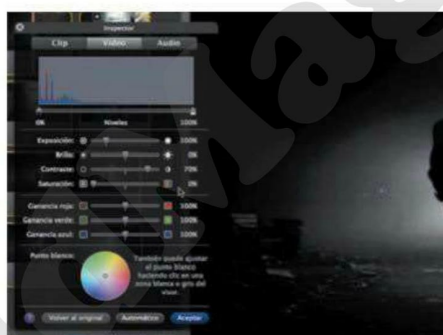 Inspector
Clip Video Audio
0% Niveles 100%
Exposición: 100%
Brillo: 0%
Contraste: 70%
Saturación: 0%
Ganancia roja: 100%
Ganancia verde: 100%
Ganancia azul: 100%
Punto blanco:
También puede ajustar
el punto blanco
haciendo clic en una
zona blanca o gris del
visor.
? Volver al original Automático Aceptar